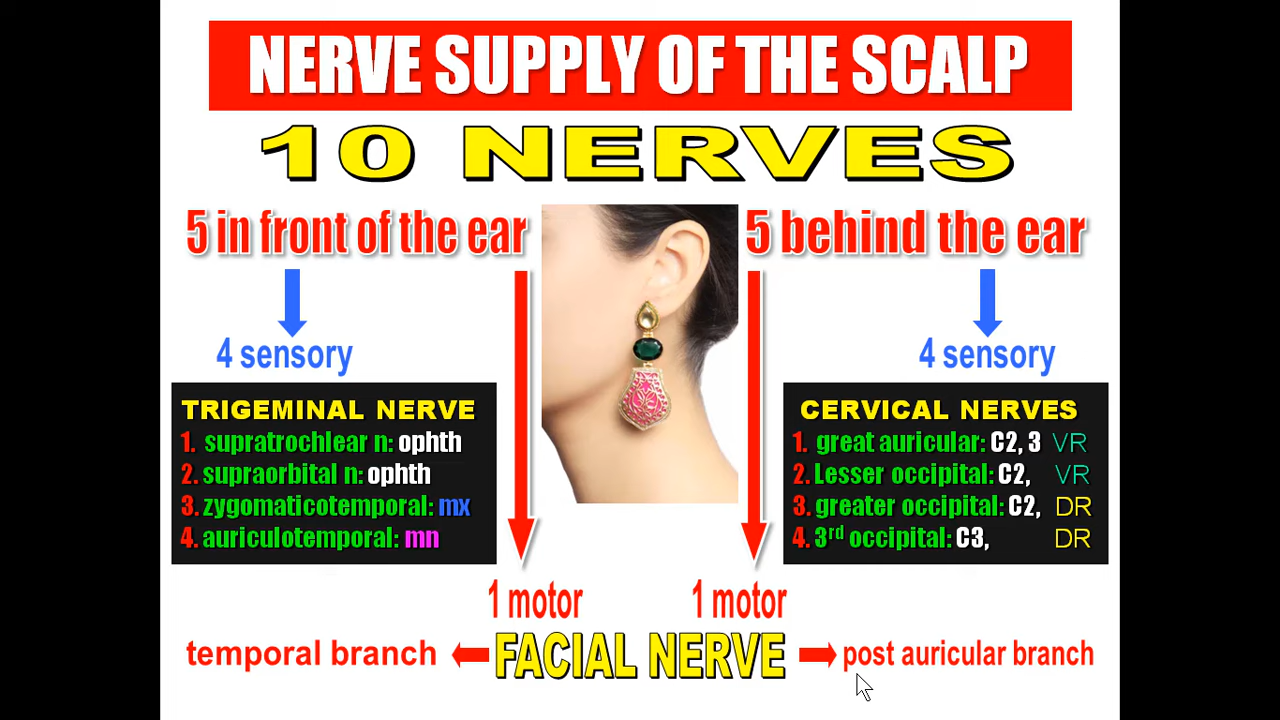 NERVE SUPPLY OF THE SCALP
10 NERVES
5 in front of the ear
5 behind the ear
4 sensory
4 sensory
TRIGEMINAL NERVE
1. supratrochlear n: ophth
2. supraorbital n: ophth
3. zygomaticotemporal: mx
4. auriculotemporal: mn
CERVICAL NERVES
1. great auricular: C2, 3 VR
2. Lesser occipital: C2, VR
3. greater occipital: C2, DR
4. 3rd occipital: C3, DR
1 motor
1 motor
temporal branch
FACIAL NERVE
post auricular branch